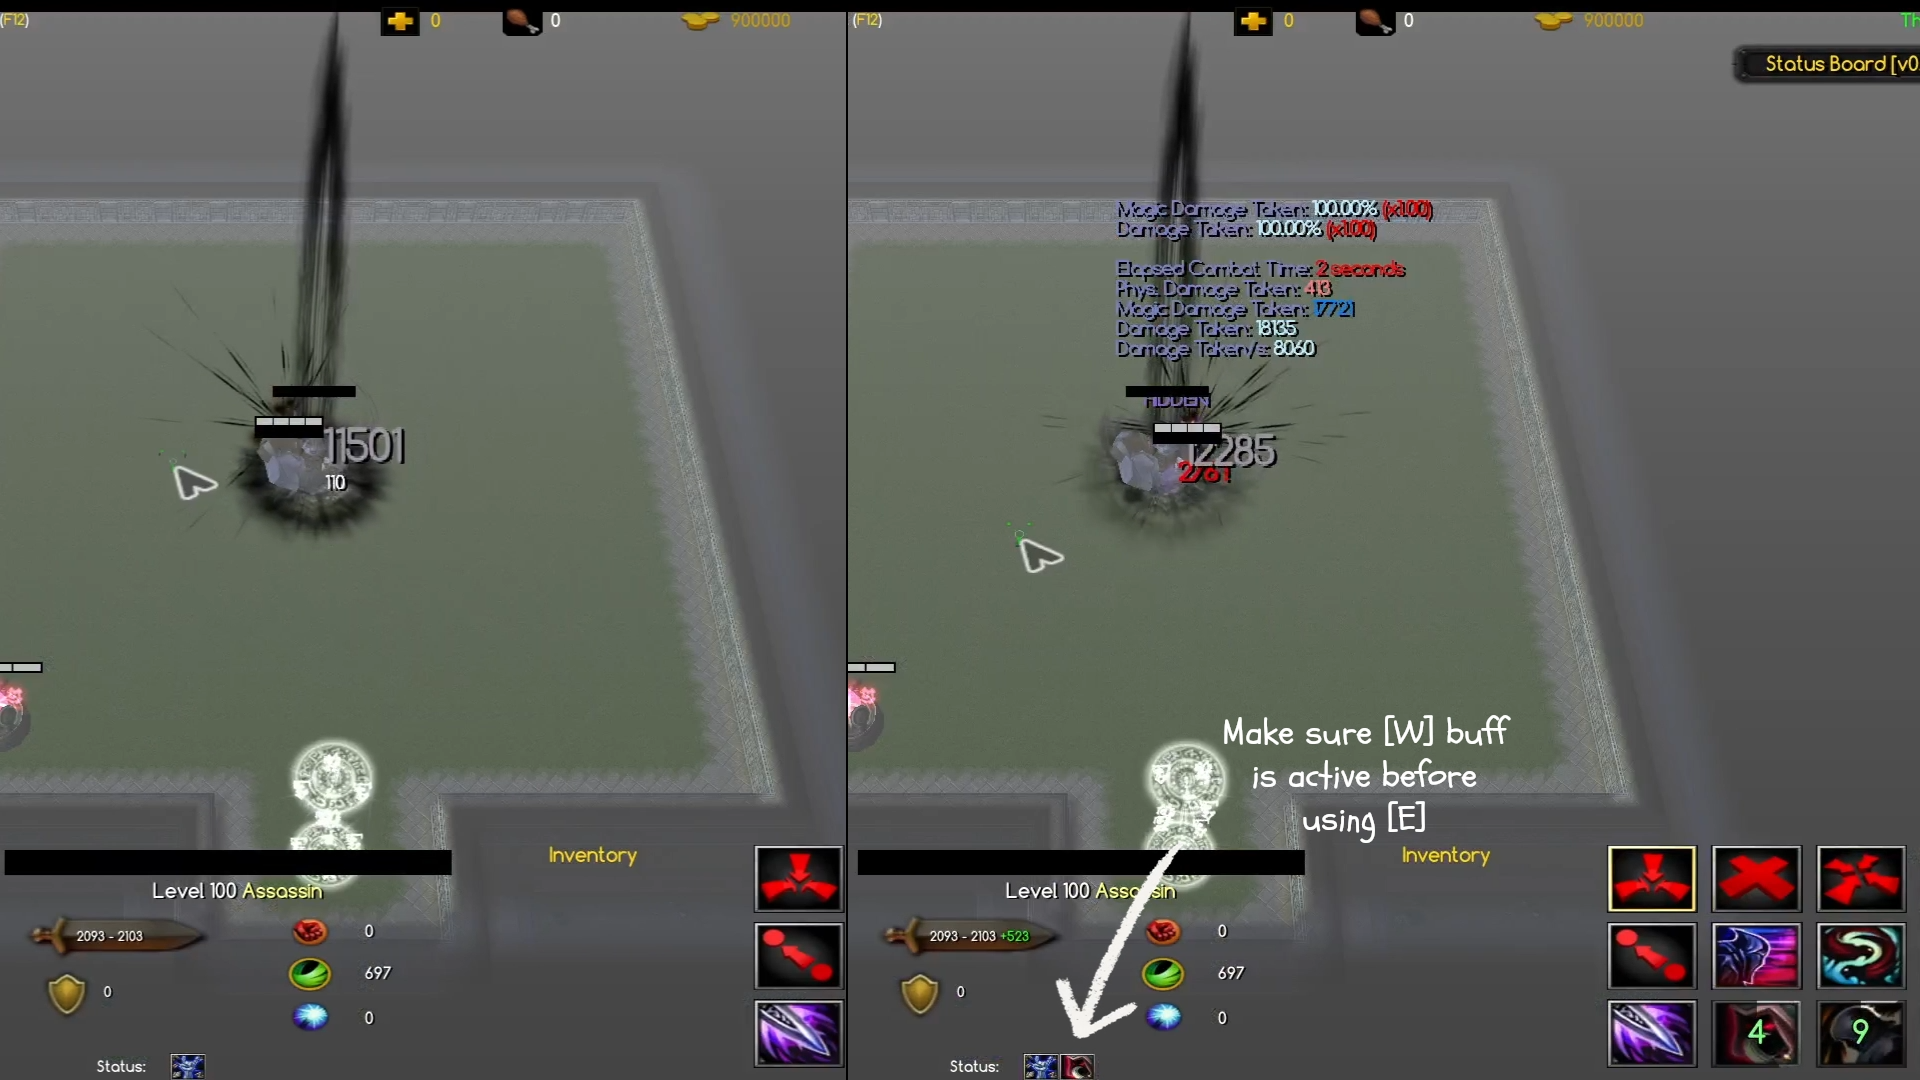 (F12)
0
0
900000
11501
110
Inventory
Level 100 Assassin
2093 - 2103
0
697
0
0
Status:
(F12)
0
0
900000
Th
Status Board [v0
Magic Damage Taken: 100.00% (x1.00)
Damage Taken: 100.00% (x1.00)
Elapsed Combat Time: 2 seconds
Phys. Damage Taken: 413
Magic Damage Taken: 17721
Damage Taken: 18135
Damage Taken/s: 8060
HIDDEN
12285
Make sure [W] buff
is active before
using [E]
Inventory
Level 100 Assassin
2093 - 2103 +523
0
697
0
0
4
9
Status: